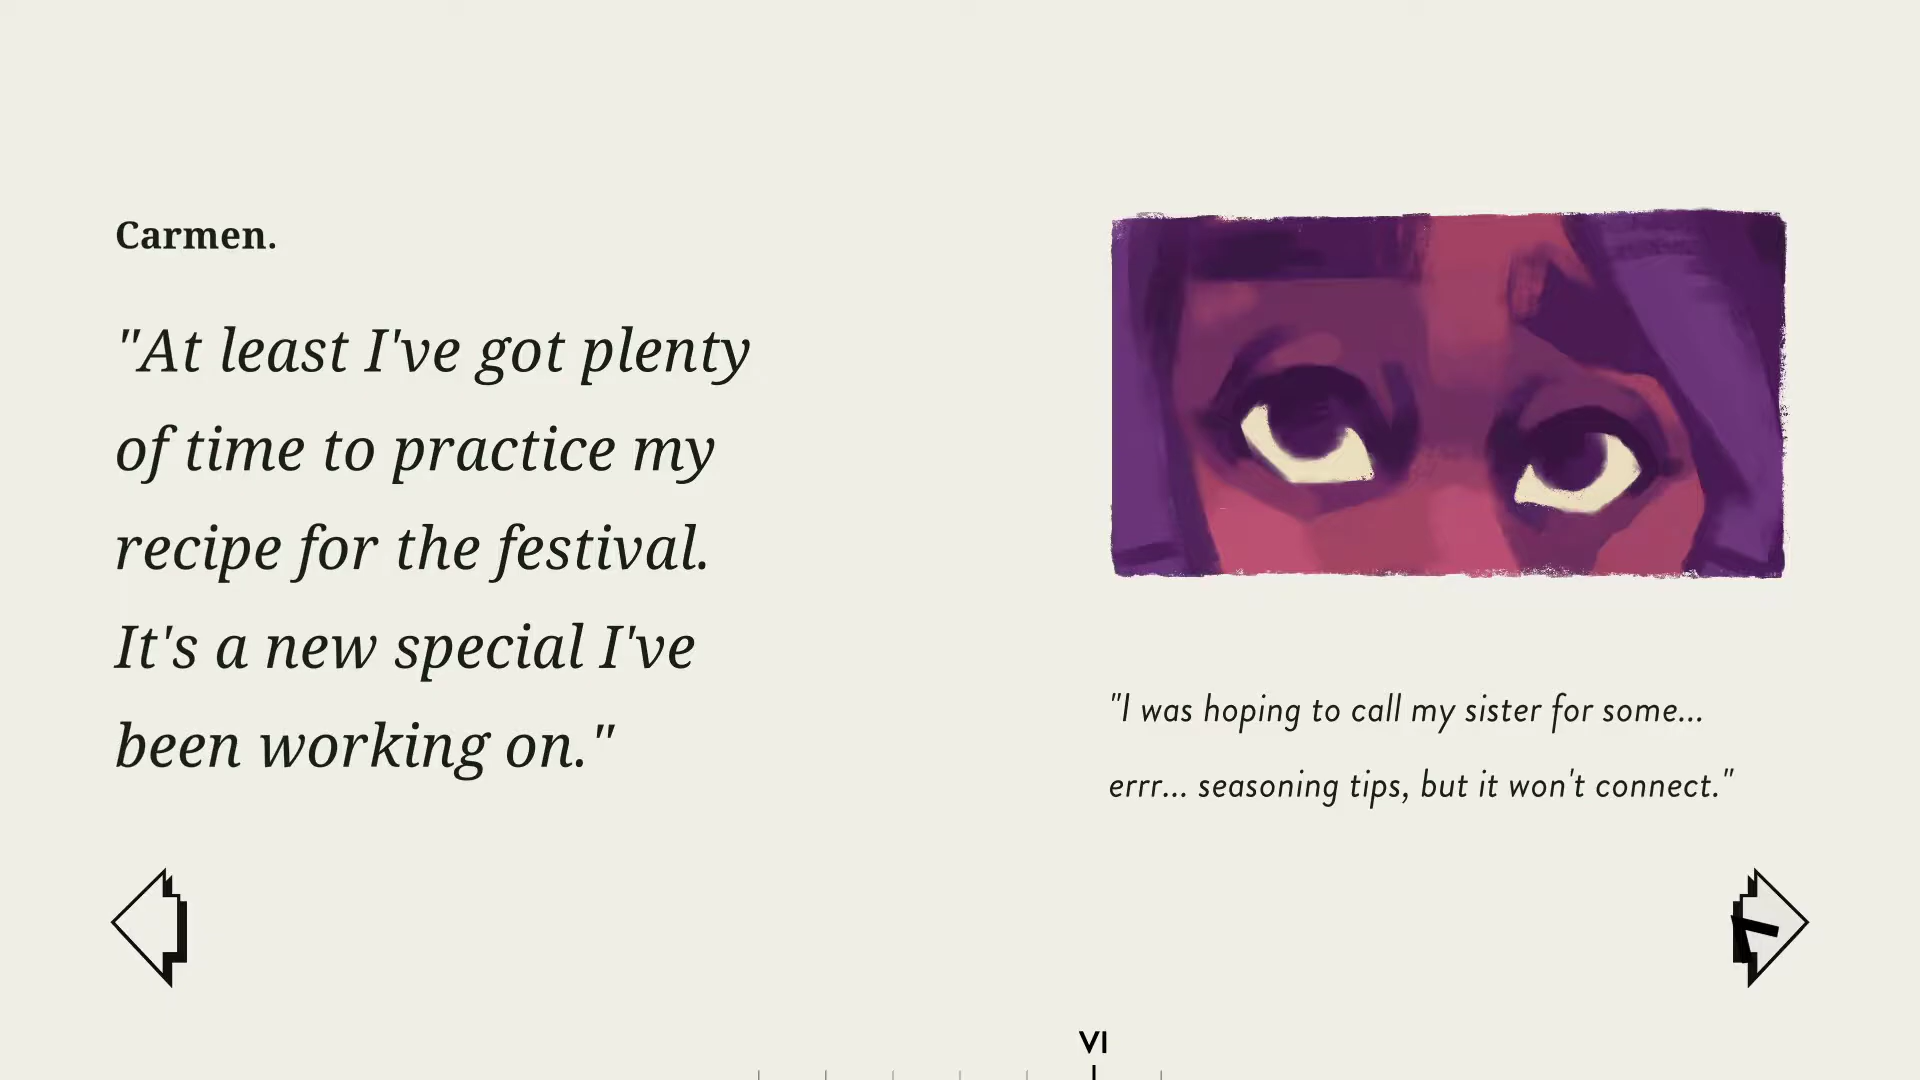 Carmen.
"At least I've got plenty
of time to practice my
recipe for the festival.
It's a new special I've
been working on."
"I was hoping to call my sister for some...
errr... seasoning tips, but it won't connect."
VI